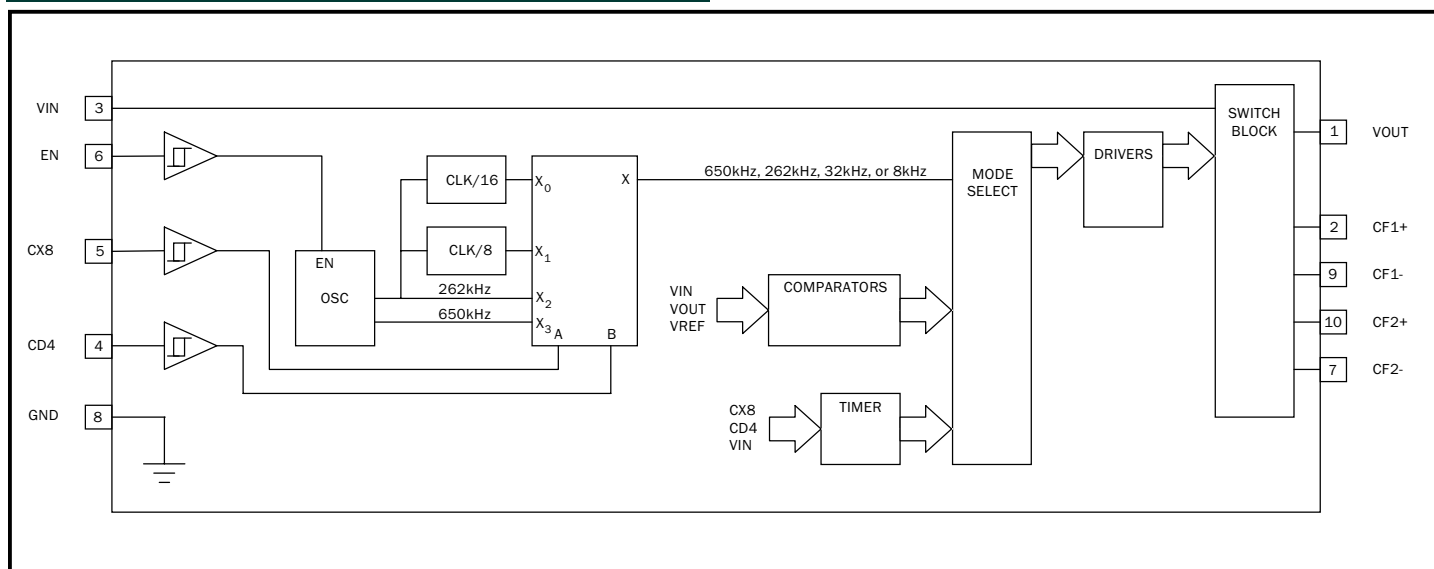 VIN
3
EN
6
CX8
5
CD4
4
GND
8
EN
OSC
CLK/16
CLK/8
262kHz
650kHz
X0
X1
X2
X3
A
B
X
650kHz, 262kHz, 32kHz, or 8kHz
VIN
VOUT
VREF
COMPARATORS
CX8
CD4
VIN
TIMER
MODE
SELECT
DRIVERS
SWITCH
BLOCK
1
VOUT
2
CF1+
9
CF1-
10
CF2+
7
CF2-